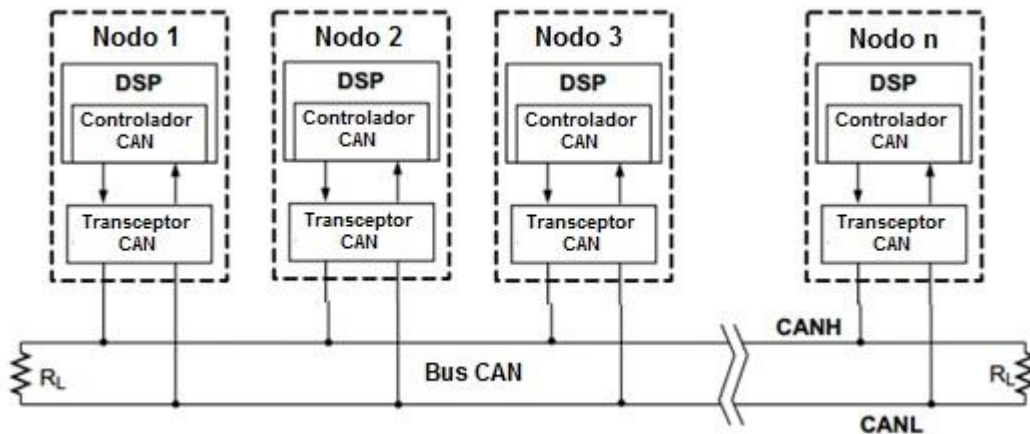 Nodo 1
DSP
Controlador
CAN
Transceptor
CAN
Nodo 2
DSP
Controlador
CAN
Transceptor
CAN
Nodo 3
DSP
Controlador
CAN
Transceptor
CAN
Nodo n
DSP
Controlador
CAN
Transceptor
CAN
CANH
RL
Bus CAN
RL
CANL